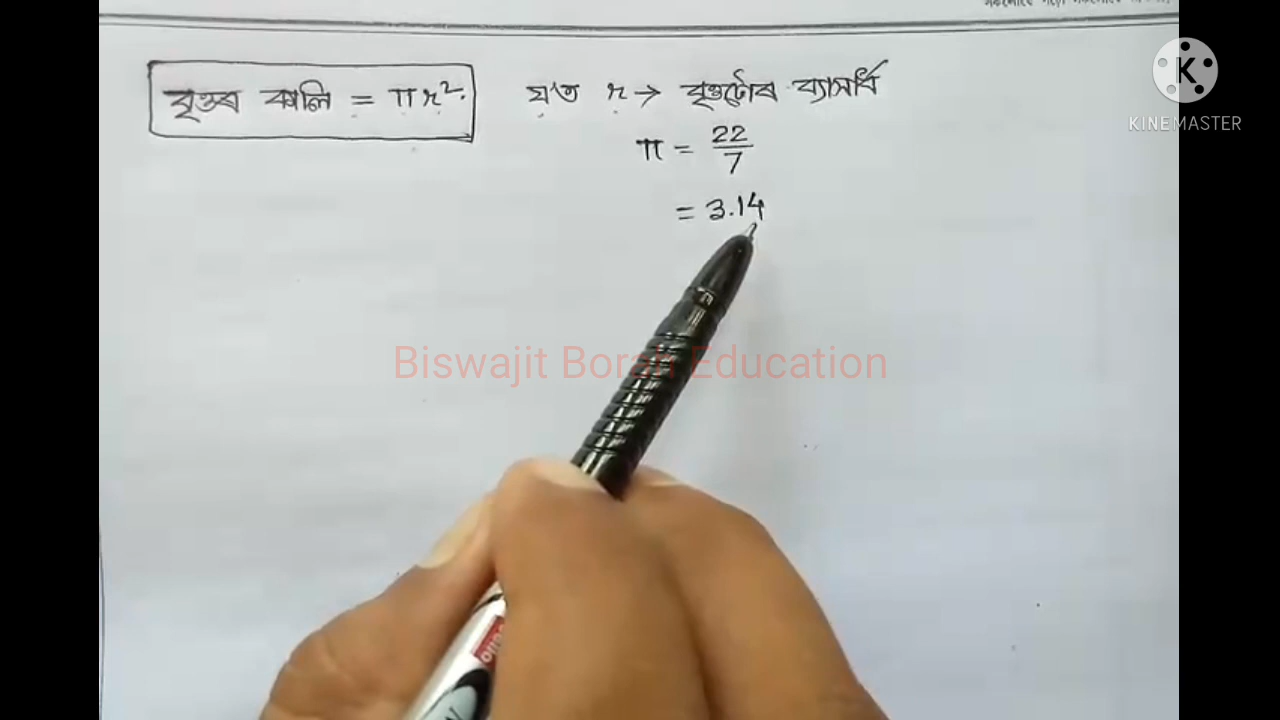 বৃত্তৰ কালি = πr². য'ত r → বৃত্তটোৰ ব্যাসাৰ্ধ
π = 22/7
= 3.14
KINEMASTER
Biswajit Borah Education